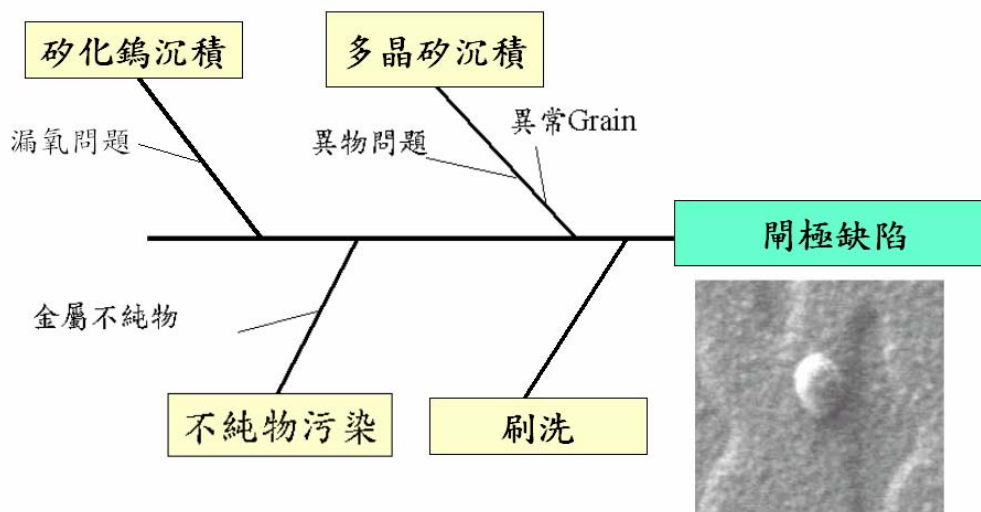 矽化鎢沉積
多晶矽沉積
漏氧問題
異物問題
異常Grain
閘極缺陷
金屬不純物
不純物污染
刷洗